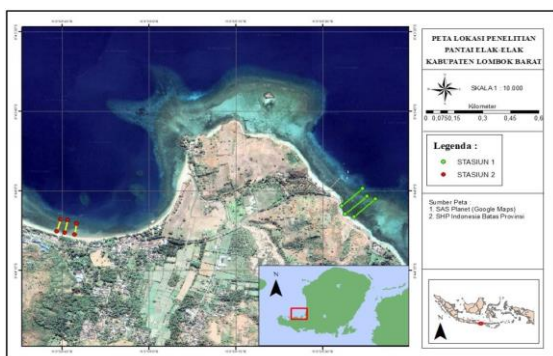 PETA LOKASI PENELITIAN
PANTAI ELAK-ELAK
KABUPATEN LOMBOK BARAT
SKALA 1 : 10.000
Kilometer
0 0,075 0,15 0,3 0,45 0,6
Legenda :
STASIUN 1
STASIUN 2
Sumber Peta :
1. SAS Planet (Google Maps)
2. SHP Indonesia Batas Provinsi
N
N